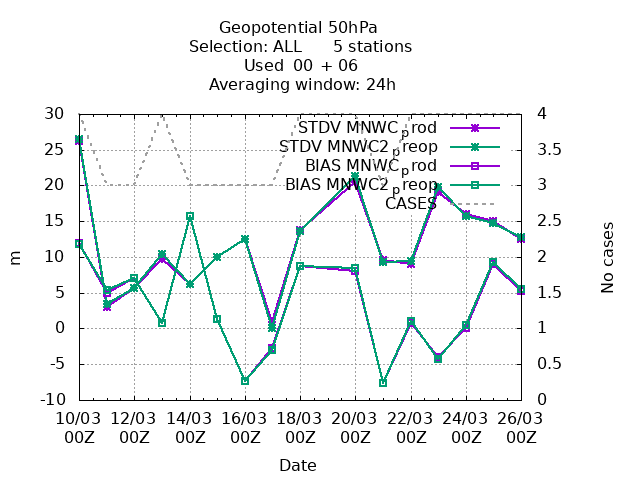 Geopotential 50hPa
Selection: ALL      5 stations
Used  00 + 06
Averaging window: 24h
30 4
STDV MNWC_prod
STDV MNWC2_preop
25 3.5
BIAS MNWC_prod
20 3
BIAS MNWC2_preop
CASES
15 2.5
10 2
5 1.5
0 1
-5 0.5
-10 0
m
No cases
10/03 12/03 14/03 16/03 18/03 20/03 22/03 24/03 26/03
00Z 00Z 00Z 00Z 00Z 00Z 00Z 00Z 00Z
Date